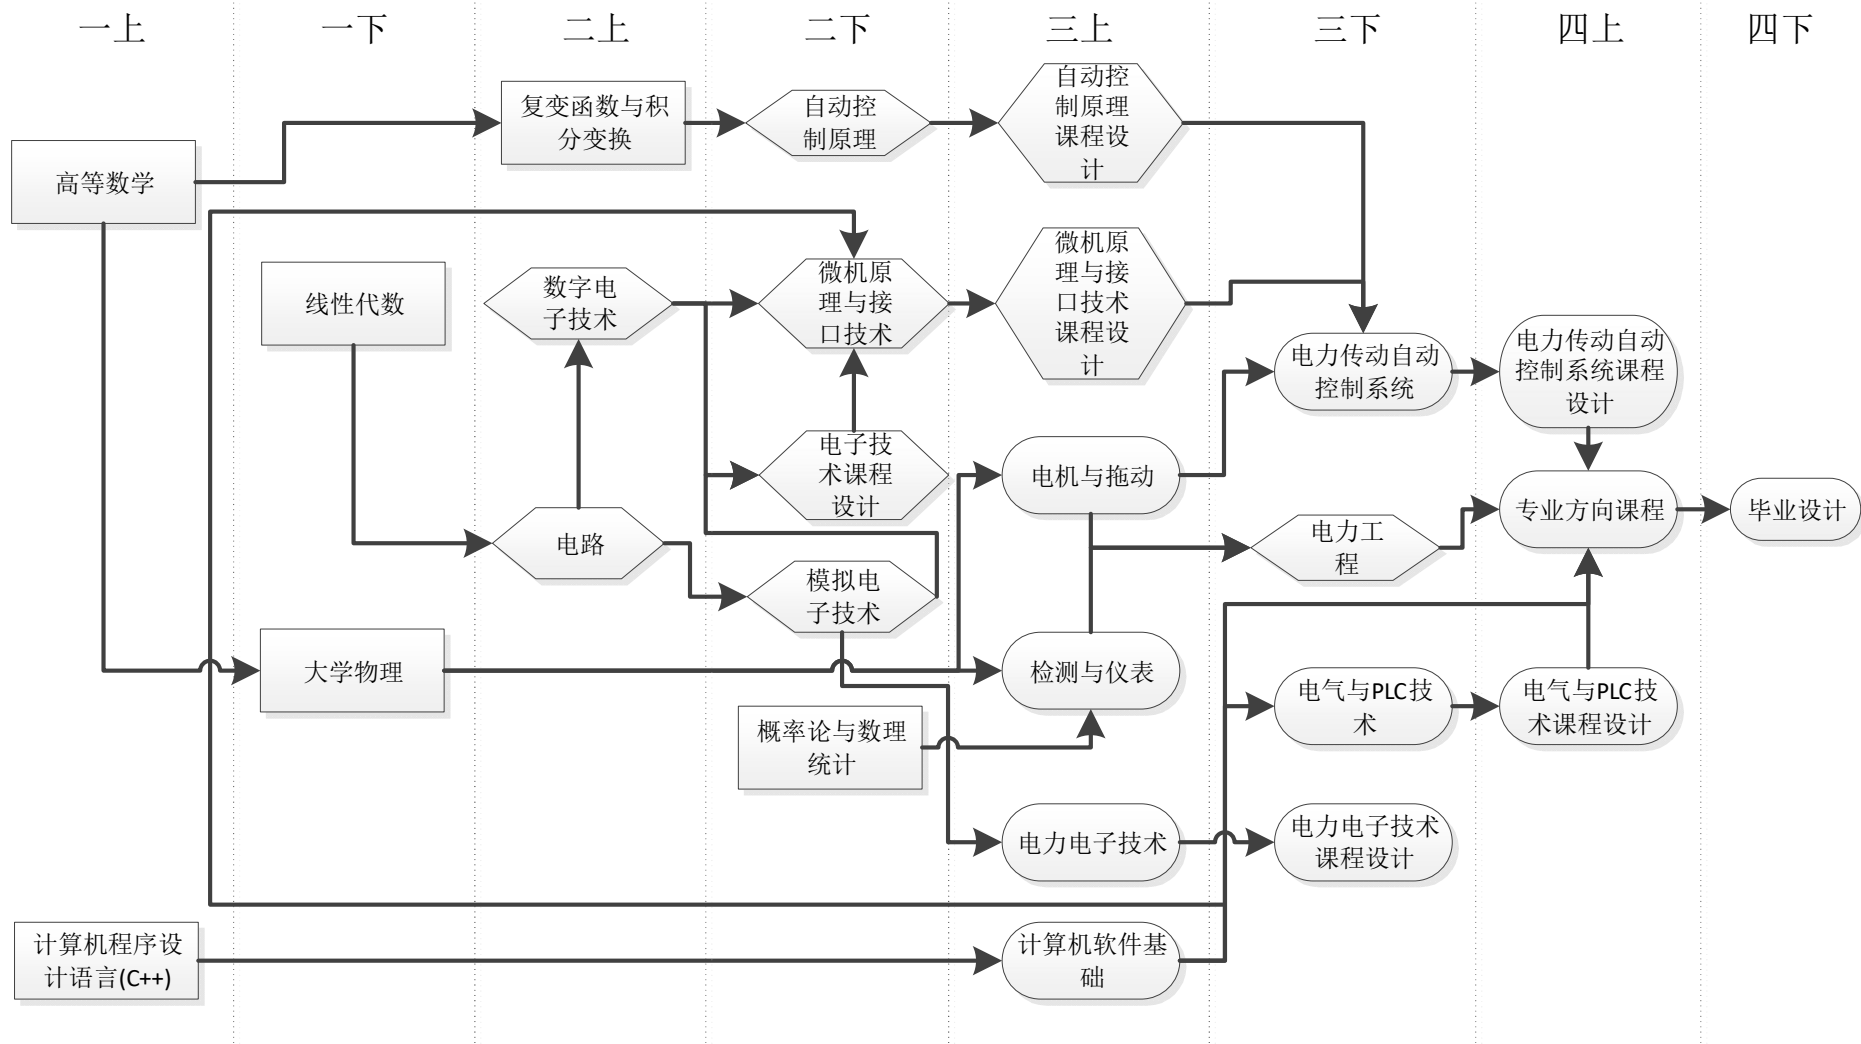 一上
一下
二上
二下
三上
三下
四上
四下
高等数学
计算机程序设
计语言(C++)
线性代数
大学物理
复变函数与积
分变换
数字电
子技术
电路
自动控
制原理
微机原
理与接
口技术
电子技
术课程
设计
模拟电
子技术
概率论与数理
统计
自动控
制原理
课程设
计
微机原
理与接
口技术
课程设
计
电机与拖动
检测与仪表
电力电子技术
计算机软件基
础
电力传动自动
控制系统
电力工
程
电气与PLC技
术
电力电子技术
课程设计
电力传动自动
控制系统课程
设计
专业方向课程
电气与PLC技
术课程设计
毕业设计